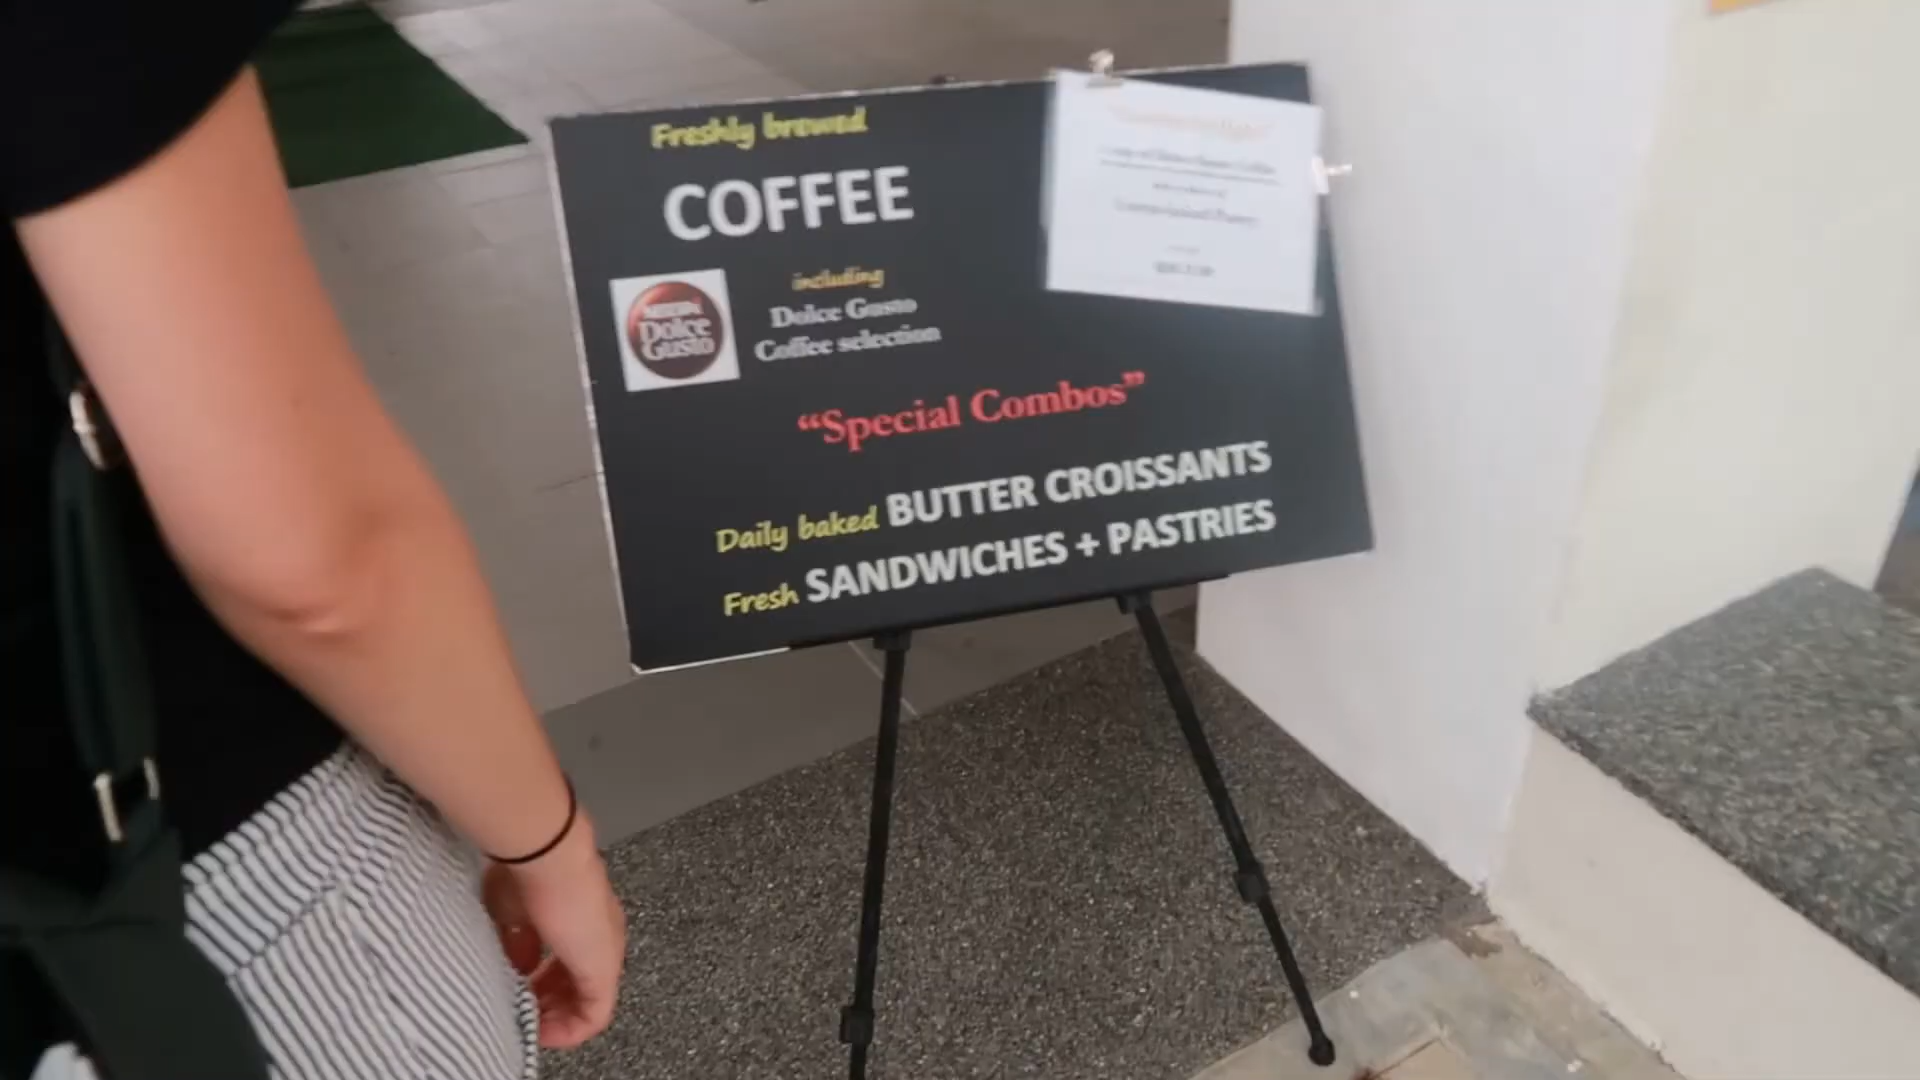 Freshly brewed
COFFEE
including
Dolce Gusto
Coffee selection
NESCAFÉ
Dolce
Gusto
“Special Combos”
Daily baked BUTTER CROISSANTS
Fresh SANDWICHES + PASTRIES